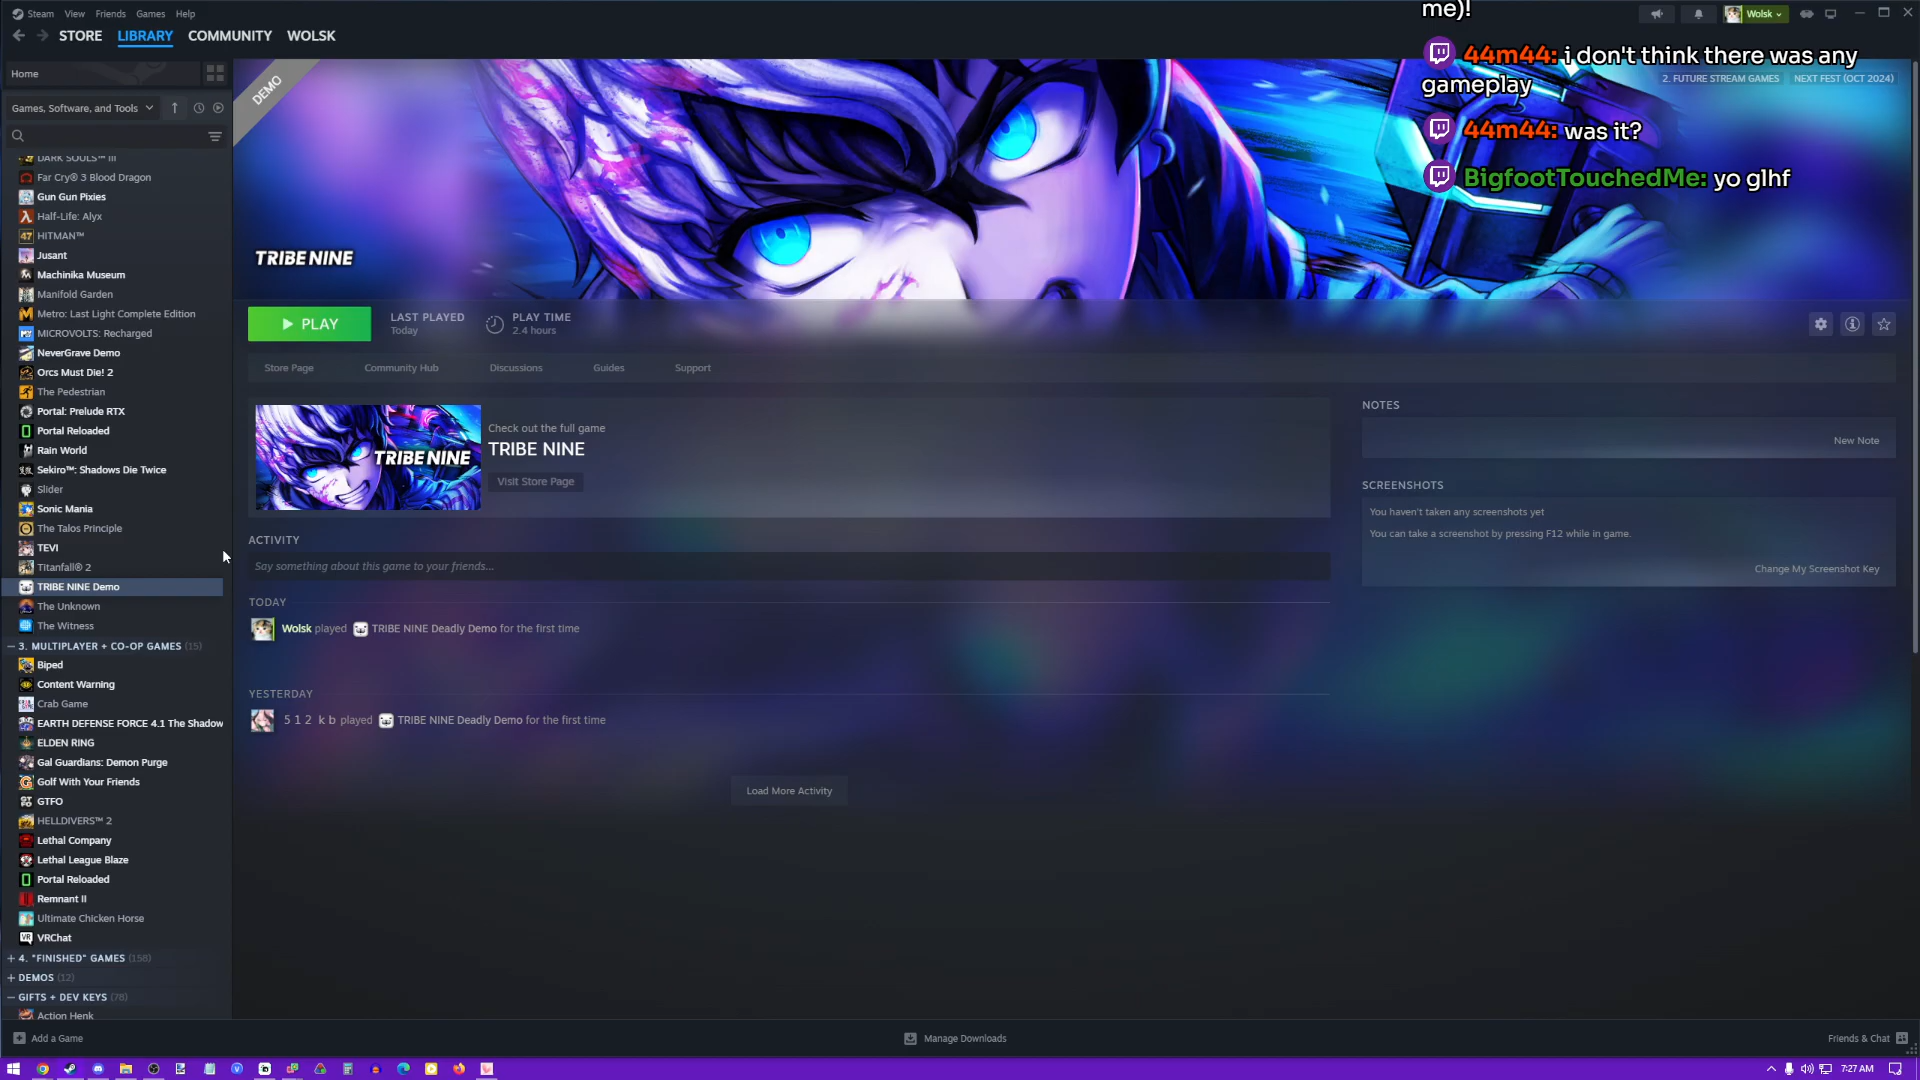 Steam View Friends Games Help
Wolsk
STORE LIBRARY COMMUNITY WOLSK
me)!
44m44: i don't think there was any
gameplay
44m44: was it?
BigfootTouchedMe: yo glhf
2. FUTURE STREAM GAMES NEXT FEST (OCT 2024)
DEMO
TRIBE NINE
Home
Games, Software, and Tools
DARK SOULS™ III
Far Cry® 3 Blood Dragon
Gun Gun Pixies
Half-Life: Alyx
HITMAN™
Jusant
Machinika Museum
Manifold Garden
Metro: Last Light Complete Edition
MICROVOLTS: Recharged
NeverGrave Demo
Orcs Must Die! 2
The Pedestrian
Portal: Prelude RTX
Portal Reloaded
Rain World
Sekiro™: Shadows Die Twice
Slider
Sonic Mania
The Talos Principle
TEVI
Titanfall® 2
TRIBE NINE Demo
The Unknown
The Witness
3. MULTIPLAYER + CO-OP GAMES (15)
Biped
Content Warning
Crab Game
EARTH DEFENSE FORCE 4.1 The Shadow
ELDEN RING
Gal Guardians: Demon Purge
Golf With Your Friends
GTFO
HELLDIVERS™ 2
Lethal Company
Lethal League Blaze
Portal Reloaded
Remnant II
Ultimate Chicken Horse
VRChat
4. "FINISHED" GAMES (158)
DEMOS (12)
GIFTS + DEV KEYS (78)
Action Henk
PLAY
LAST PLAYED
Today
PLAY TIME
2.4 hours
Store Page Community Hub Discussions Guides Support
TRIBE NINE
Check out the full game
TRIBE NINE
Visit Store Page
ACTIVITY
Say something about this game to your friends...
TODAY
Wolsk played TRIBE NINE Deadly Demo for the first time
YESTERDAY
5 1 2 k b played TRIBE NINE Deadly Demo for the first time
Load More Activity
NOTES
New Note
SCREENSHOTS
You haven't taken any screenshots yet
You can take a screenshot by pressing F12 while in game.
Change My Screenshot Key
Add a Game
Manage Downloads
Friends & Chat
7:27 AM